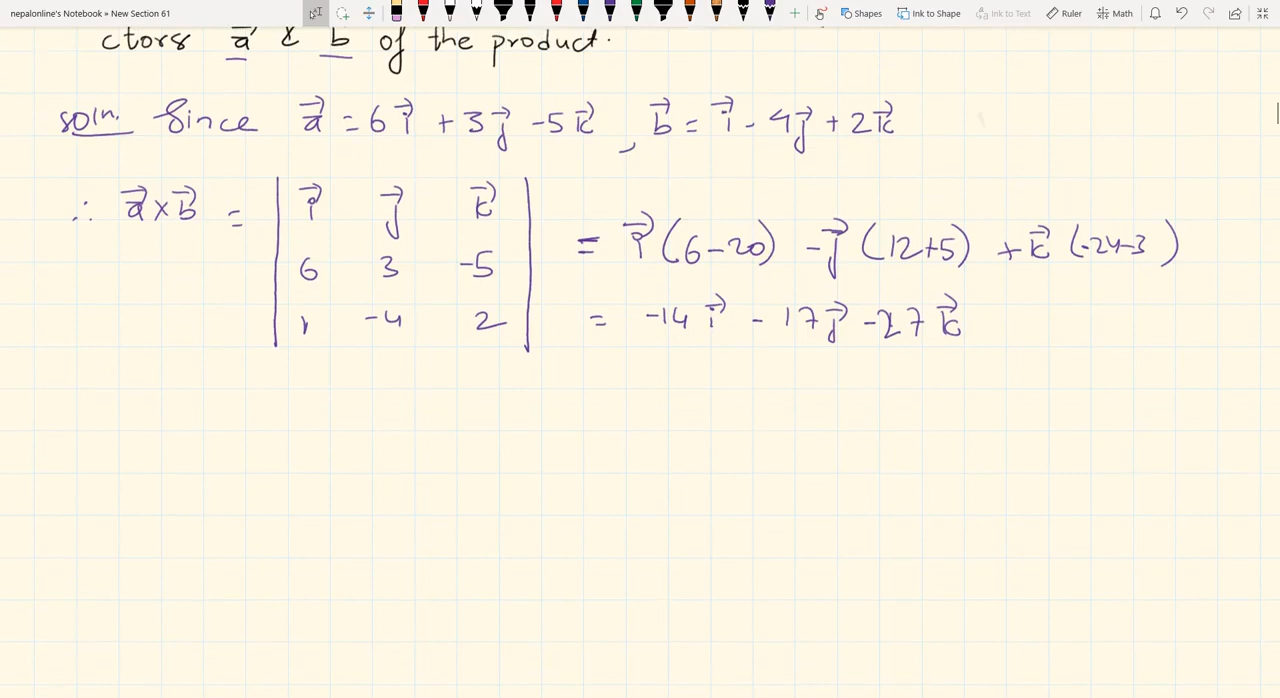 nepalonline's Notebook » New Section 61
Shapes Ink to Shape Ink to Text Ruler Math
ctors a⃗ & b of the product.
soln. Since a⃗ = 6i⃗ + 3j⃗ - 5k⃗ , b⃗ = i⃗ - 4j⃗ + 2k⃗
∴ a⃗ × b⃗ = | i⃗ j⃗ k⃗ |
6 3 -5
1 -4 2
= i⃗ (6-20) - j⃗ (12+5) + k⃗ (-24-3)
= -14i⃗ - 17j⃗ - 27k⃗